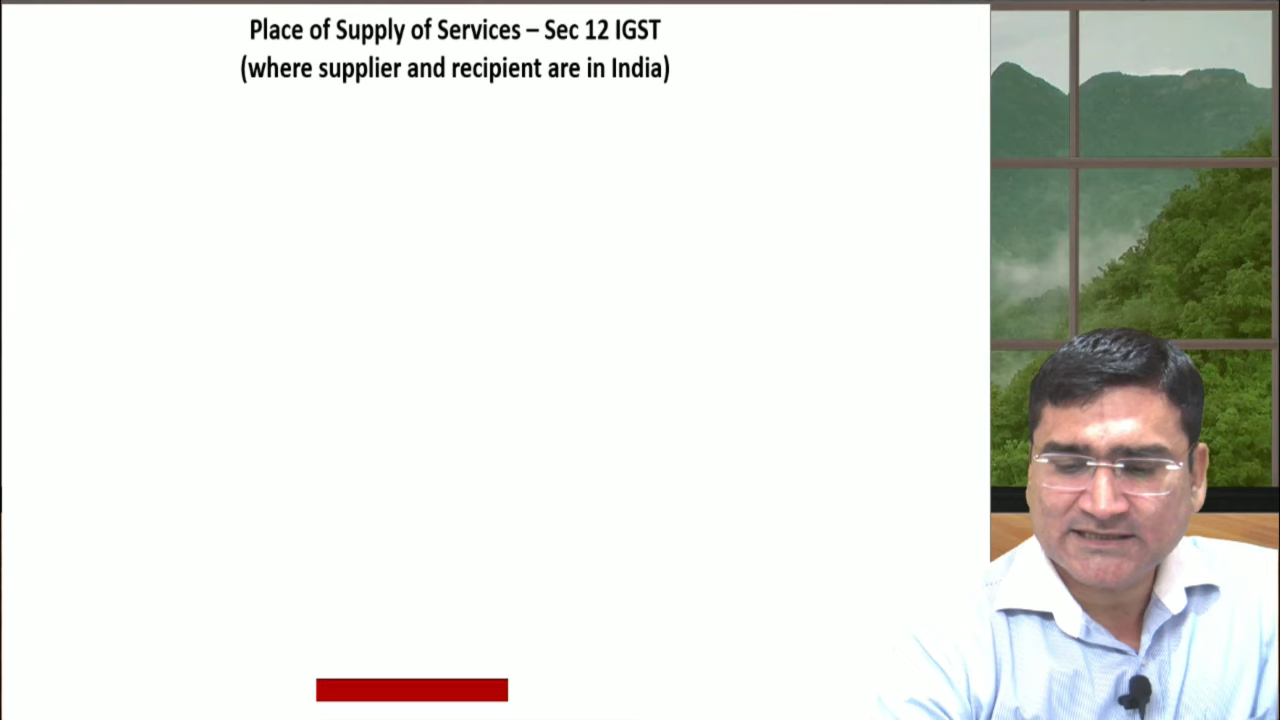 Place of Supply of Services – Sec 12 IGST
(where supplier and recipient are in India)